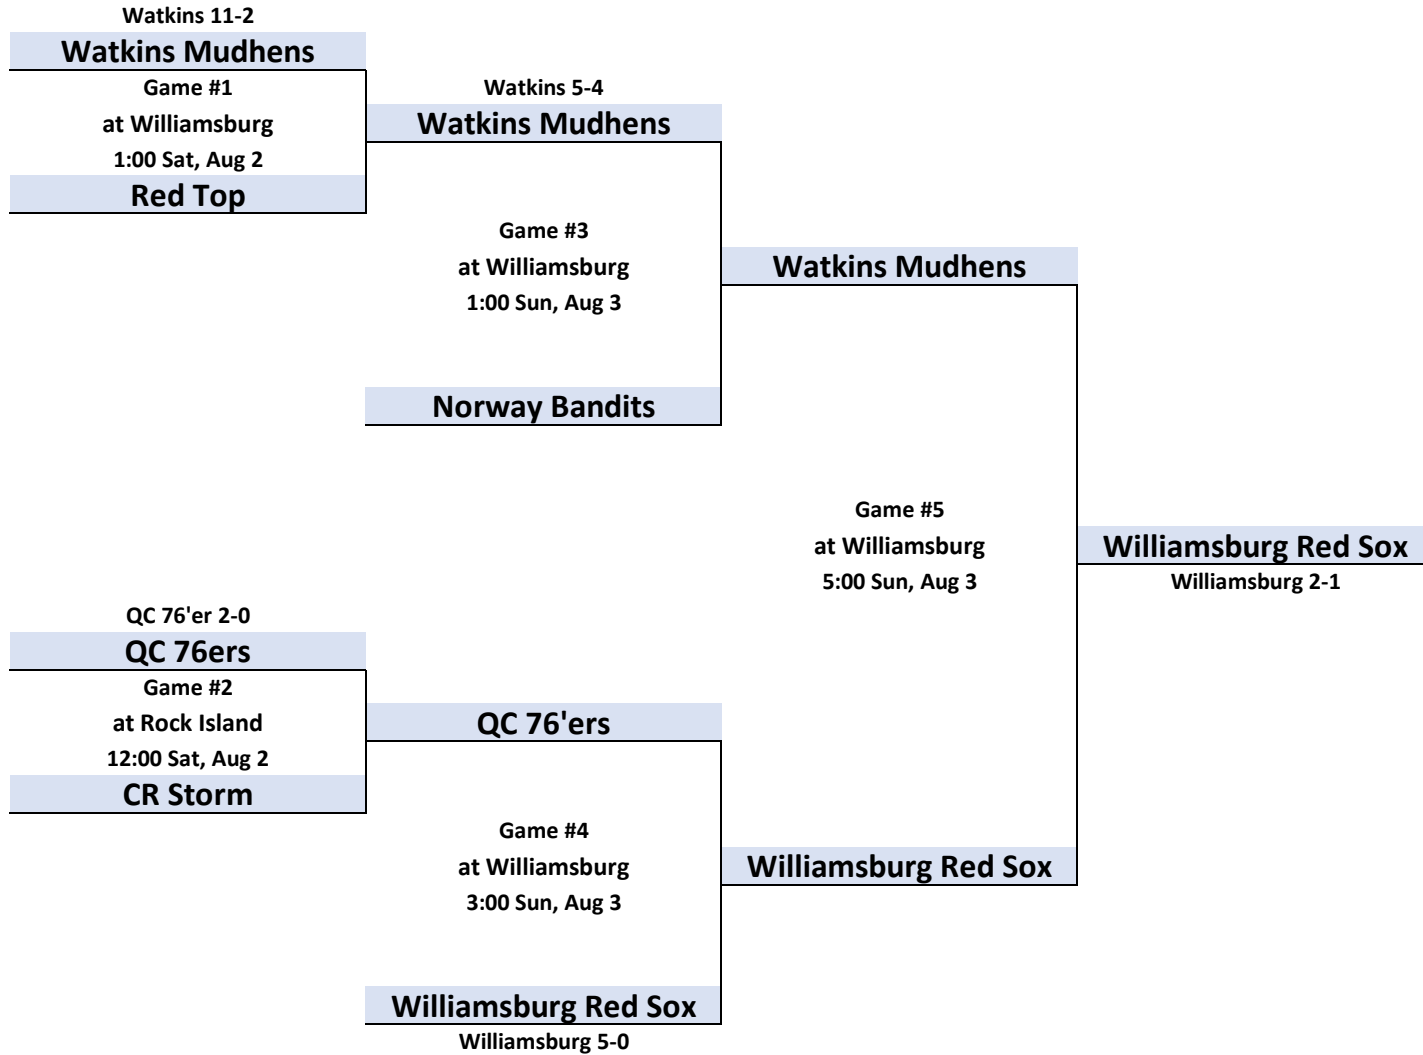 Watkins 11-2
Watkins Mudhens
Game #1
at Williamsburg
1:00 Sat, Aug 2
Red Top
Watkins 5-4
Watkins Mudhens
Game #3
at Williamsburg
1:00 Sun, Aug 3
Norway Bandits
Watkins Mudhens
Game #5
at Williamsburg
5:00 Sun, Aug 3
Williamsburg Red Sox
Williamsburg 2-1
QC 76'er 2-0
QC 76ers
Game #2
at Rock Island
12:00 Sat, Aug 2
CR Storm
QC 76'ers
Game #4
at Williamsburg
3:00 Sun, Aug 3
Williamsburg Red Sox
Williamsburg 5-0
Williamsburg Red Sox